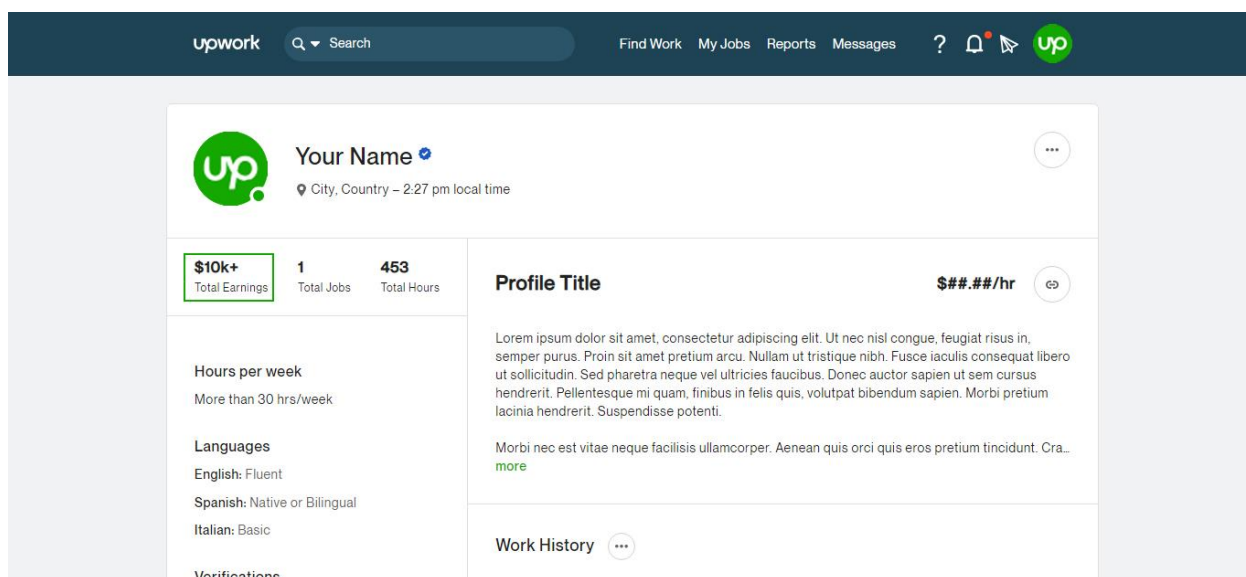 upwork Search Find Work My Jobs Reports Messages ? up
up
Your Name
City, Country – 2:27 pm local time
$10k+ 1 453
Total Earnings Total Jobs Total Hours
Profile Title $##.##/hr
Lorem ipsum dolor sit amet, consectetur adipiscing elit. Ut nec nisl congue, feugiat risus in,
semper purus. Proin sit amet pretium arcu. Nullam ut tristique nibh. Fusce iaculis consequat libero
ut sollicitudin. Sed pharetra neque vel ultricies faucibus. Donec auctor sapien ut sem cursus
hendrerit. Pellentesque mi quam, finibus in felis quis, volutpat bibendum sapien. Morbi pretium
lacinia hendrerit. Suspendisse potenti.
Morbi nec est vitae neque facilisis ullamcorper. Aenean quis orci quis eros pretium tincidunt. Cra...
more
Hours per week
More than 30 hrs/week
Languages
English: Fluent
Spanish: Native or Bilingual
Italian: Basic
Verifications
Work History